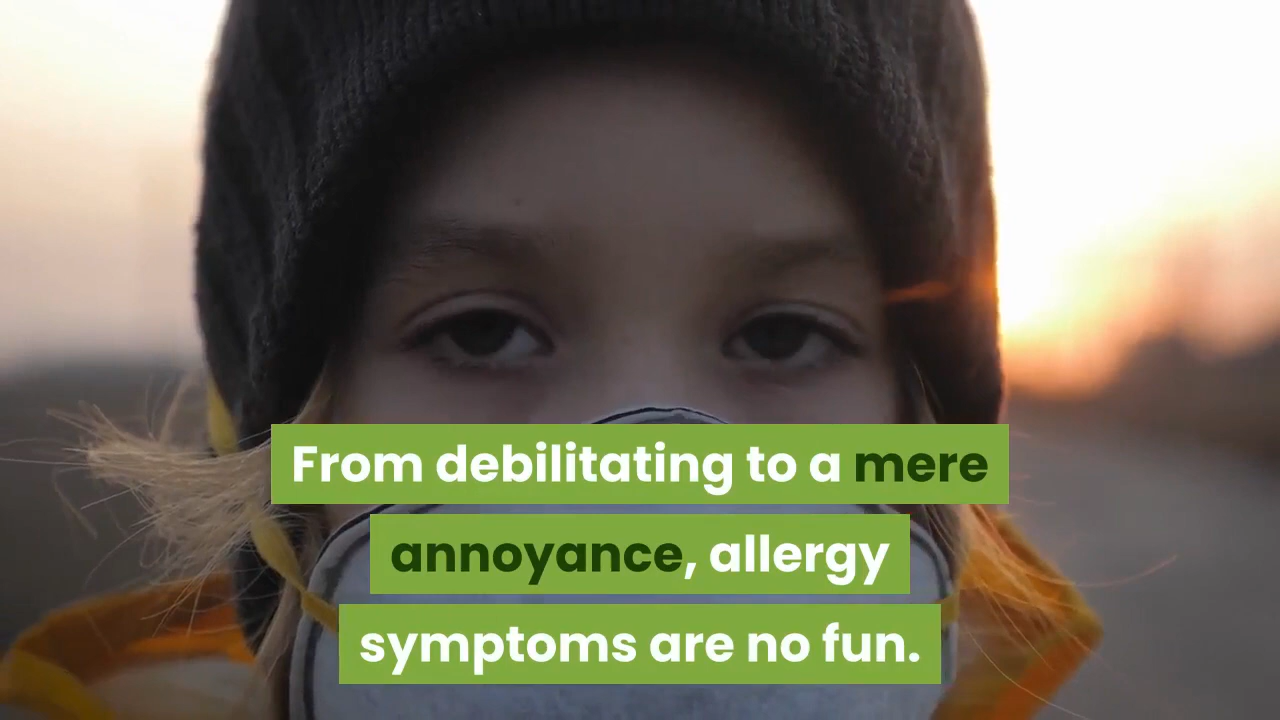 From debilitating to a mere
annoyance, allergy
symptoms are no fun.